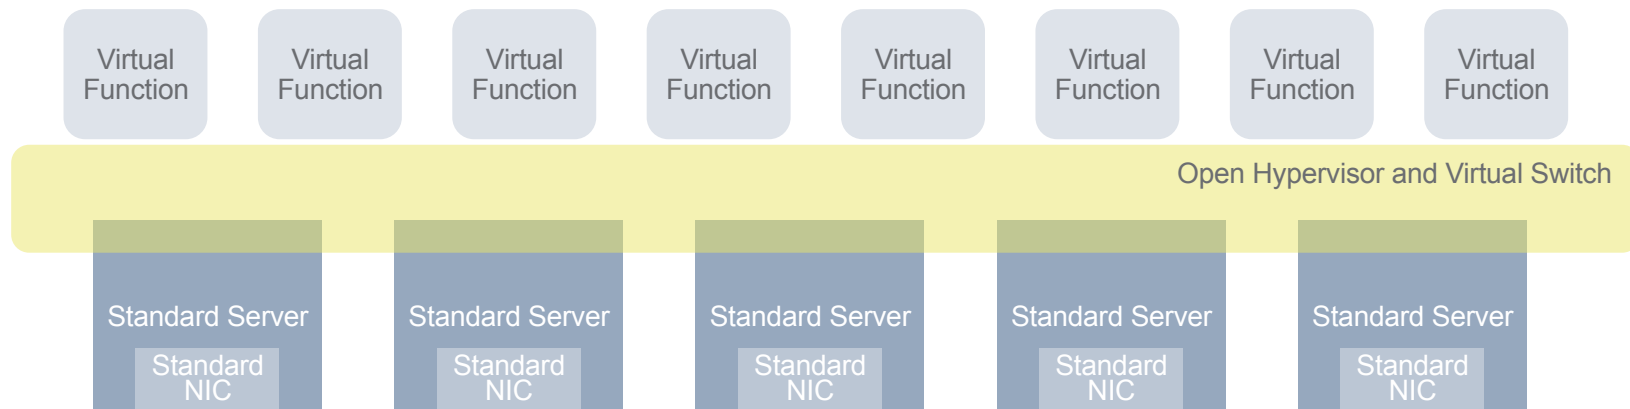 Virtual
Function
Virtual
Function
Virtual
Function
Virtual
Function
Virtual
Function
Virtual
Function
Virtual
Function
Virtual
Function
Open Hypervisor and Virtual Switch
Standard Server
Standard
NIC
Standard Server
Standard
NIC
Standard Server
Standard
NIC
Standard Server
Standard
NIC
Standard Server
Standard
NIC